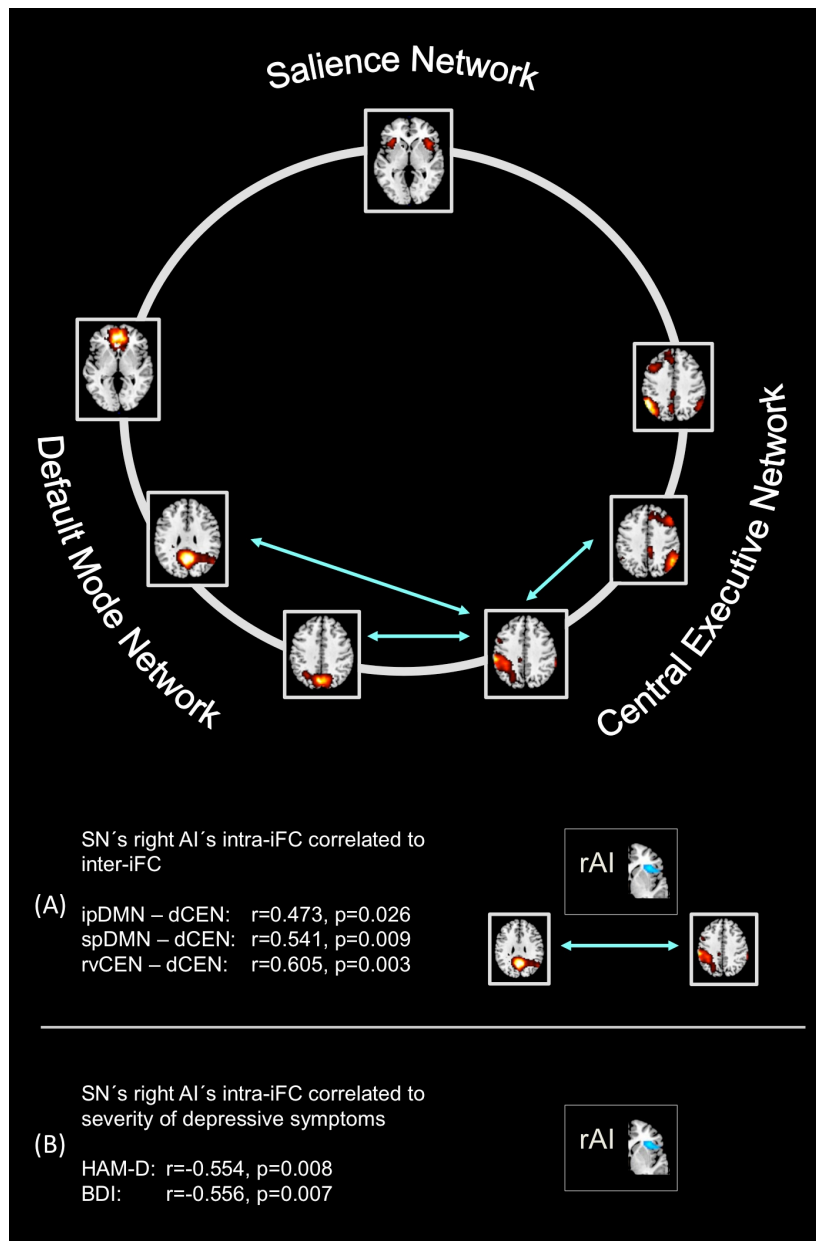 Salience Network
Default Mode Network
Central Executive Network
(A)
SN´s right AI´s intra-iFC correlated to
inter-iFC
ipDMN – dCEN: r=0.473, p=0.026
spDMN – dCEN: r=0.541, p=0.009
rvCEN – dCEN: r=0.605, p=0.003
rAI
(B)
SN´s right AI´s intra-iFC correlated to
severity of depressive symptoms
HAM-D: r=-0.554, p=0.008
BDI: r=-0.556, p=0.007
rAI